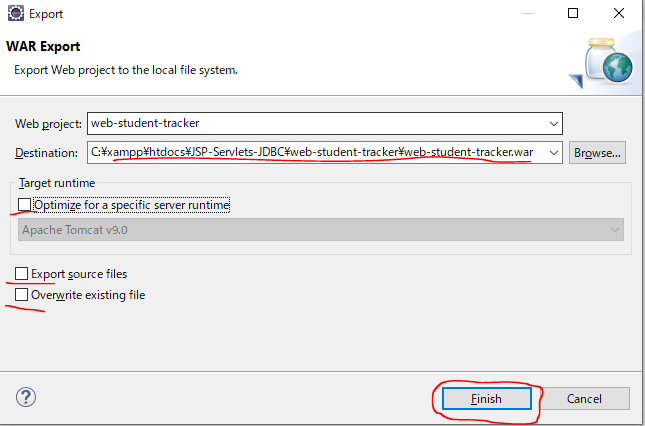 Export
WAR Export
Export Web project to the local file system.
Web project: web-student-tracker
Destination: C:¥xampp¥htdocs¥JSP-Servlets-JDBC¥web-student-tracker¥web-student-tracker.war Browse...
Target runtime
Optimize for a specific server runtime
Apache Tomcat v9.0
Export source files
Overwrite existing file
? Finish Cancel